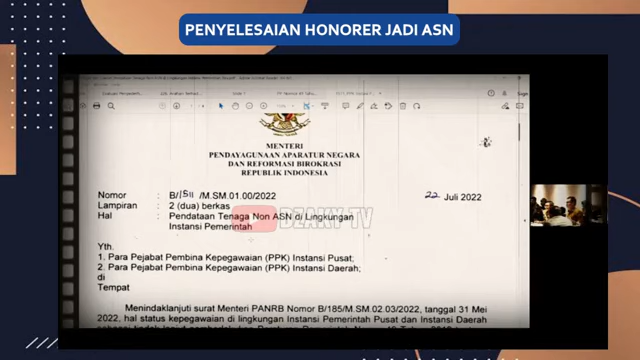 PENYELESAIAN HONORER JADI ASN
MENTERI
PENDAYAGUNAAN APARATUR NEGARA
DAN REFORMASI BIROKRASI
REPUBLIK INDONESIA
Nomor : B/1511 /M.SM.01.00/2022 22 Juli 2022
Lampiran : 2 (dua) berkas
Hal : Pendataan Tenaga Non ASN di Lingkungan
Instansi Pemerintah
DZAKY TV
Yth.
1. Para Pejabat Pembina Kepegawaian (PPK) Instansi Pusat;
2. Para Pejabat Pembina Kepegawaian (PPK) Instansi Daerah;
di
Tempat
Menindaklanjuti surat Menteri PANRB Nomor B/185/M.SM.02.03/2022, tanggal 31 Mei
2022, hal status kepegawaian di lingkungan Instansi Pemerintah Pusat dan Instansi Daerah